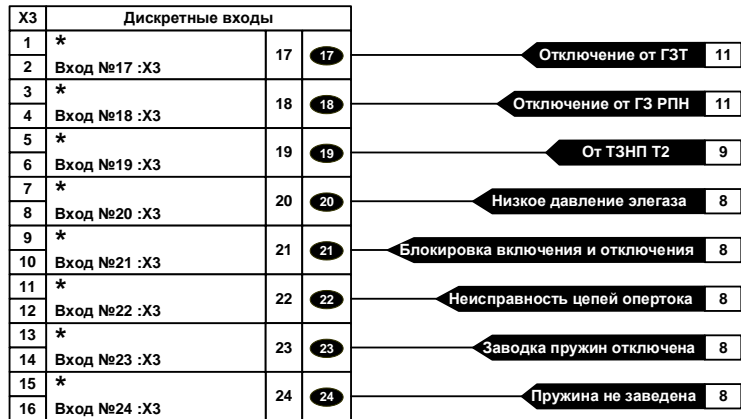 X3 Дискретные входы
1 * 17 17 Отключение от ГЗТ 11
2 Вход №17 :X3
3 * 18 18 Отключение от ГЗ РПН 11
4 Вход №18 :X3
5 * 19 19 От ТЗНП Т2 9
6 Вход №19 :X3
7 * 20 20 Низкое давление элегаза 8
8 Вход №20 :X3
9 * 21 21 Блокировка включения и отключения 8
10 Вход №21 :X3
11 * 22 22 Неисправность цепей опертока 8
12 Вход №22 :X3
13 * 23 23 Заводка пружин отключена 8
14 Вход №23 :X3
15 * 24 24 Пружина не заведена 8
16 Вход №24 :X3